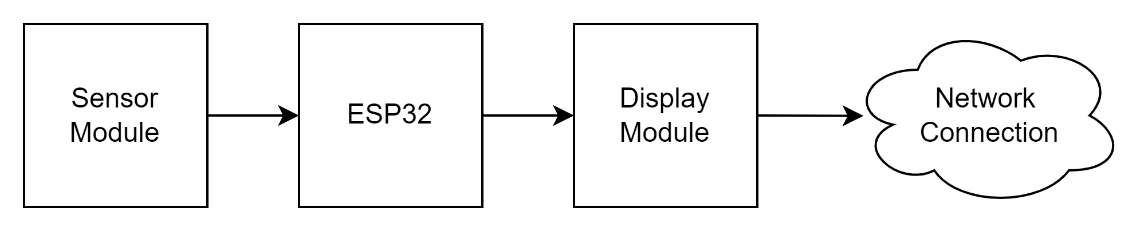 Sensor
Module
ESP32
Display
Module
Network
Connection